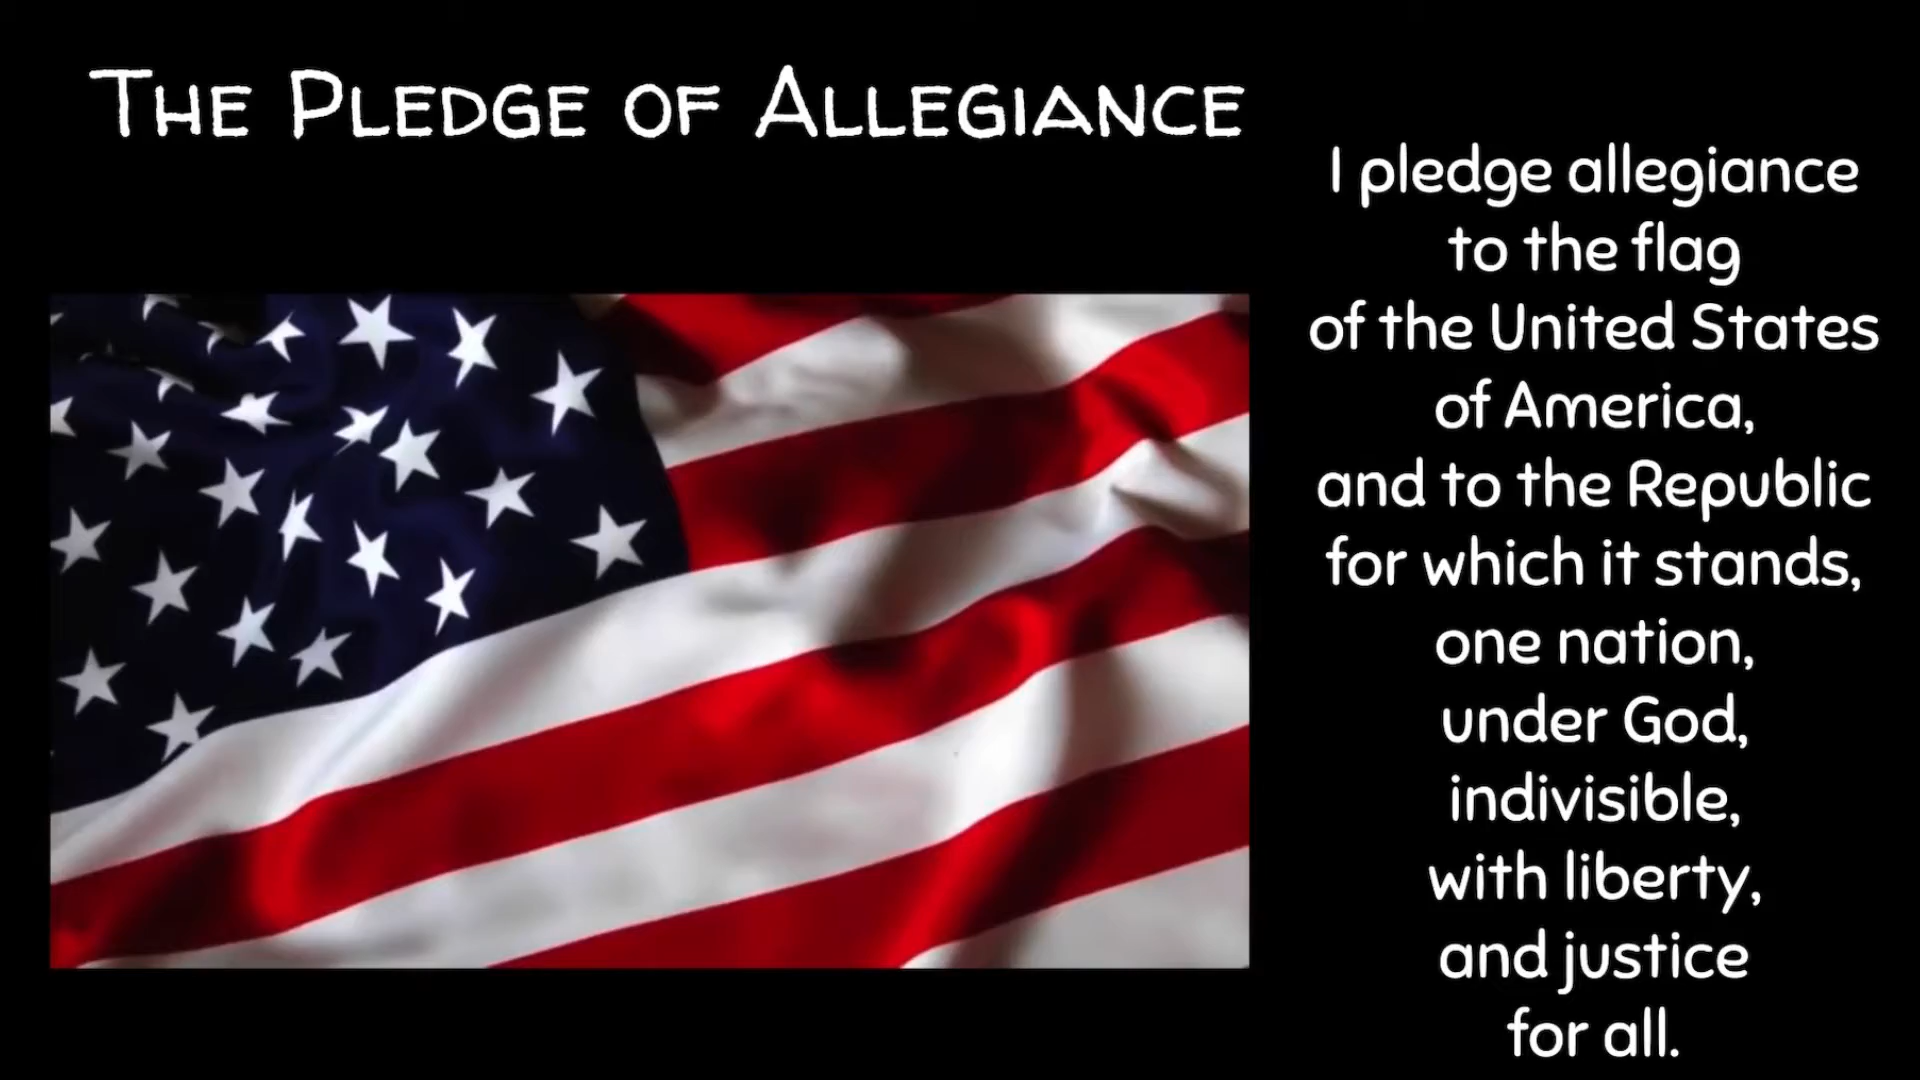 The Pledge of Allegiance
I pledge allegiance
to the flag
of the United States
of America,
and to the Republic
for which it stands,
one nation,
under God,
indivisible,
with liberty,
and justice
for all.